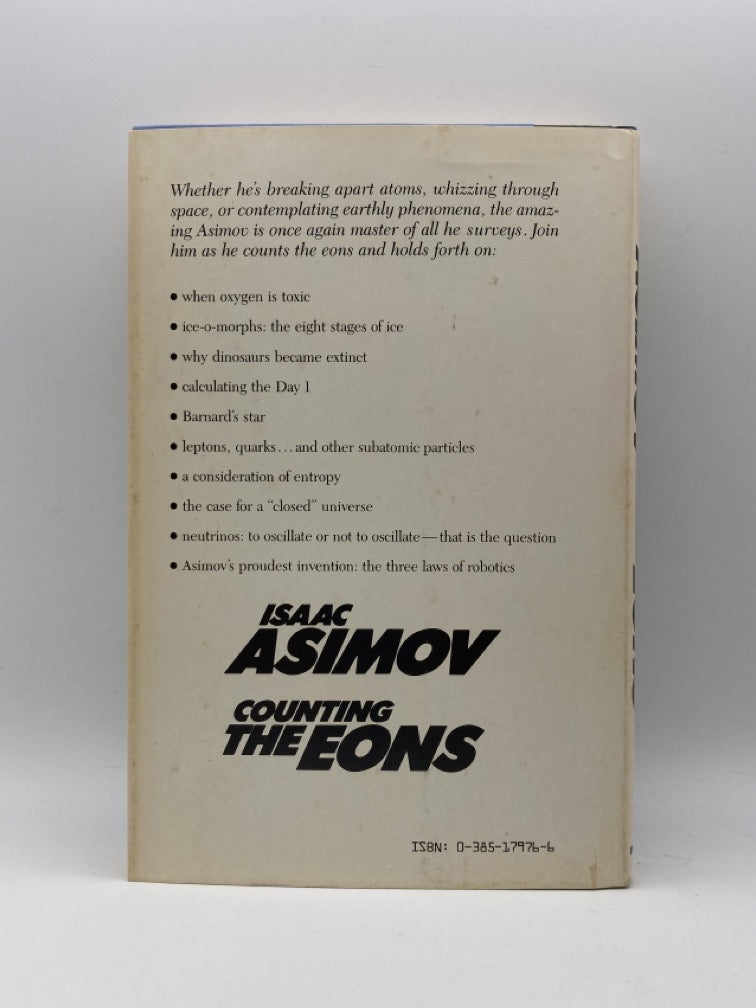 Whether he's breaking apart atoms, whizzing through
space, or contemplating earthly phenomena, the amaz-
ing Asimov is once again master of all he surveys. Join
him as he counts the eons and holds forth on:
• when oxygen is toxic
• ice-o-morphs: the eight stages of ice
• why dinosaurs became extinct
• calculating the Day 1
• Barnard's star
• leptons, quarks...and other subatomic particles
• a consideration of entropy
• the case for a “closed” universe
• neutrinos: to oscillate or not to oscillate—that is the question
• Asimov's proudest invention: the three laws of robotics
ISAAC
ASIMOV
COUNTING
THE EONS
ISBN: 0-385-17976-6